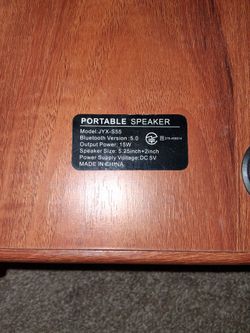 PORTABLE SPEAKER
Model:JYX-S55
Bluetooth Version:5.0
Output Power: 15W
Speaker Size: 5.25inch+2inch
Power Supply Voltage:DC 5V
MADE IN CHINA